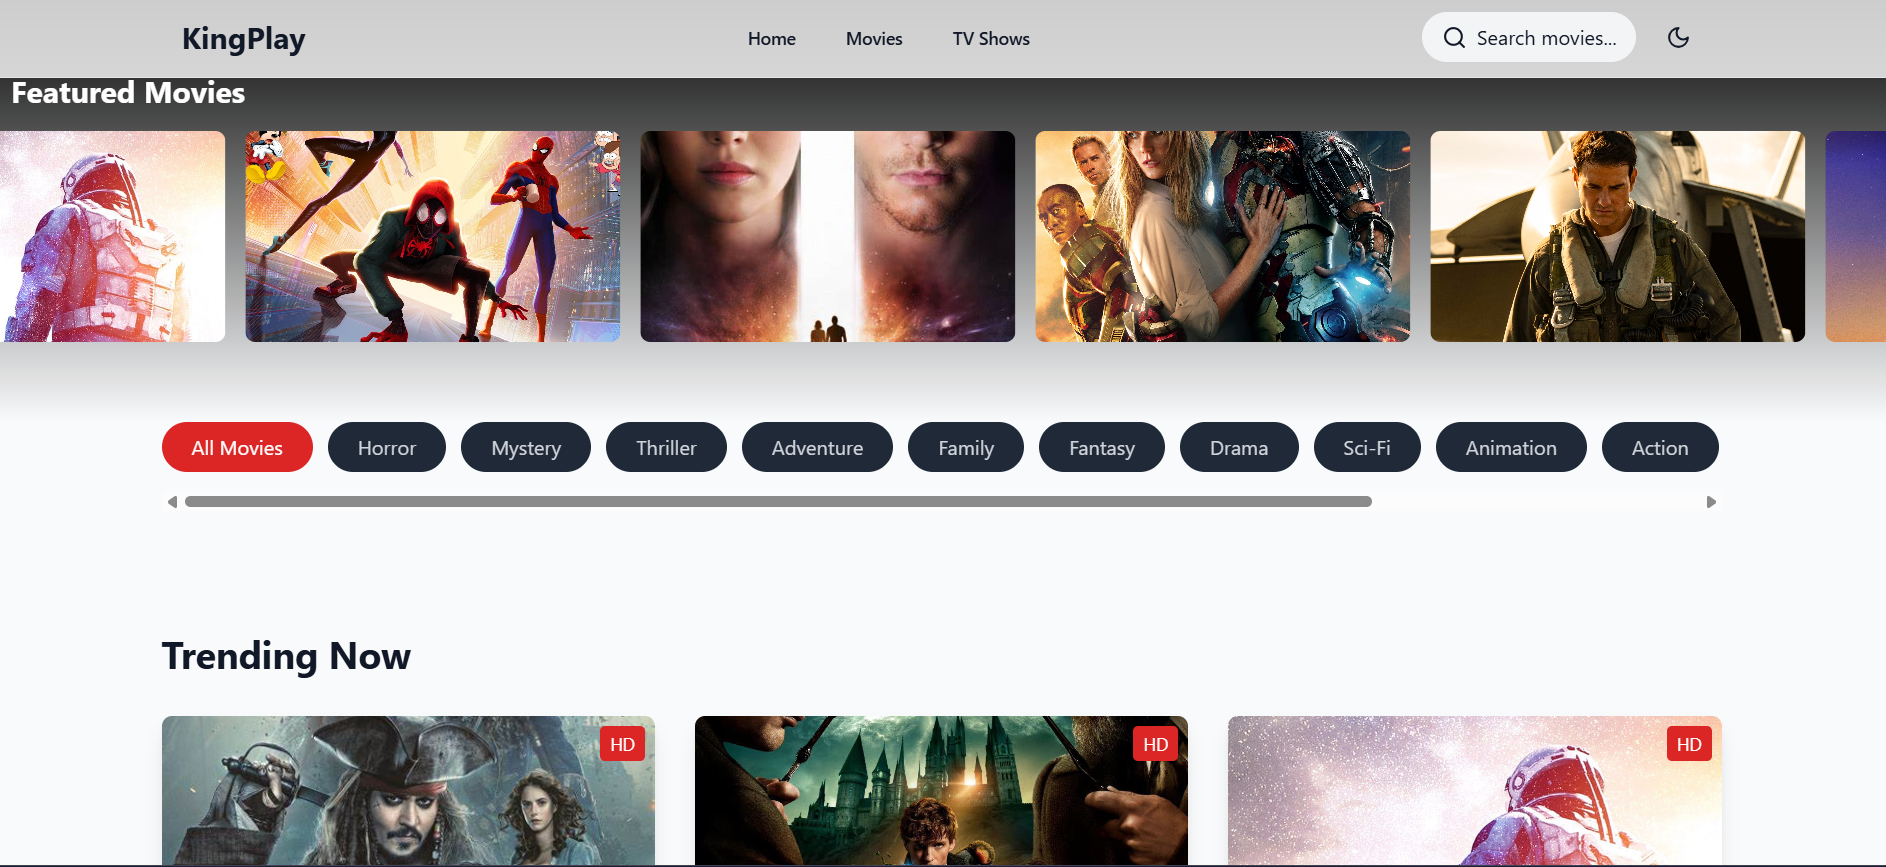 KingPlay
Home Movies TV Shows
Search movies...
Featured Movies
All Movies Horror Mystery Thriller Adventure Family Fantasy Drama Sci-Fi Animation Action
Trending Now
HD HD HD